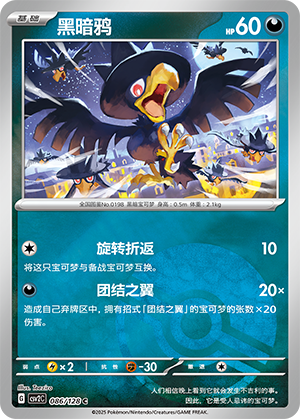 基础
黑暗鸦
HP 60
全国图鉴No.0198 黑暗宝可梦 身高：0.5m 体重：2.1kg
旋转折返 10
将这只宝可梦与备战宝可梦互换。
团结之翼 20×
造成自己弃牌区中，拥有招式「团结之翼」的宝可梦的张数×20
伤害。
弱点 ×2 抵抗力 -30 撤退
Illus. Teeziro
G CSV2C 086/128 C
人们相信晚上看到它就会发生不吉利的事。
因此，它是受人忌讳的宝可梦。
©2025 Pokémon/Nintendo/Creatures/GAME FREAK.